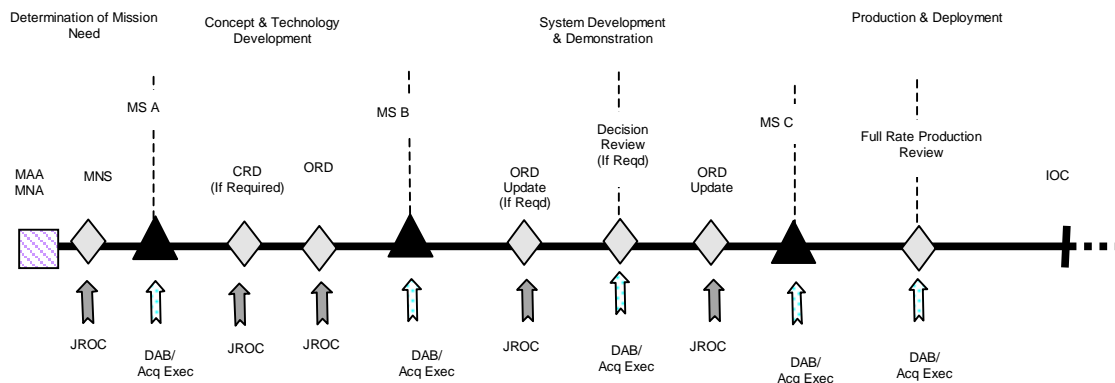 Determination of Mission
Need
Concept & Technology
Development
System Development
& Demonstration
Production & Deployment
MS A
MS B
MS C
Decision
Review
(If Reqd)
Full Rate Production
Review
MAA
MNA
MNS
CRD
(If Required)
ORD
ORD
Update
(If Reqd)
ORD
Update
IOC
JROC
DAB/
Acq Exec
JROC
JROC
DAB/
Acq Exec
JROC
DAB/
Acq Exec
JROC
DAB/
Acq Exec
DAB/
Acq Exec